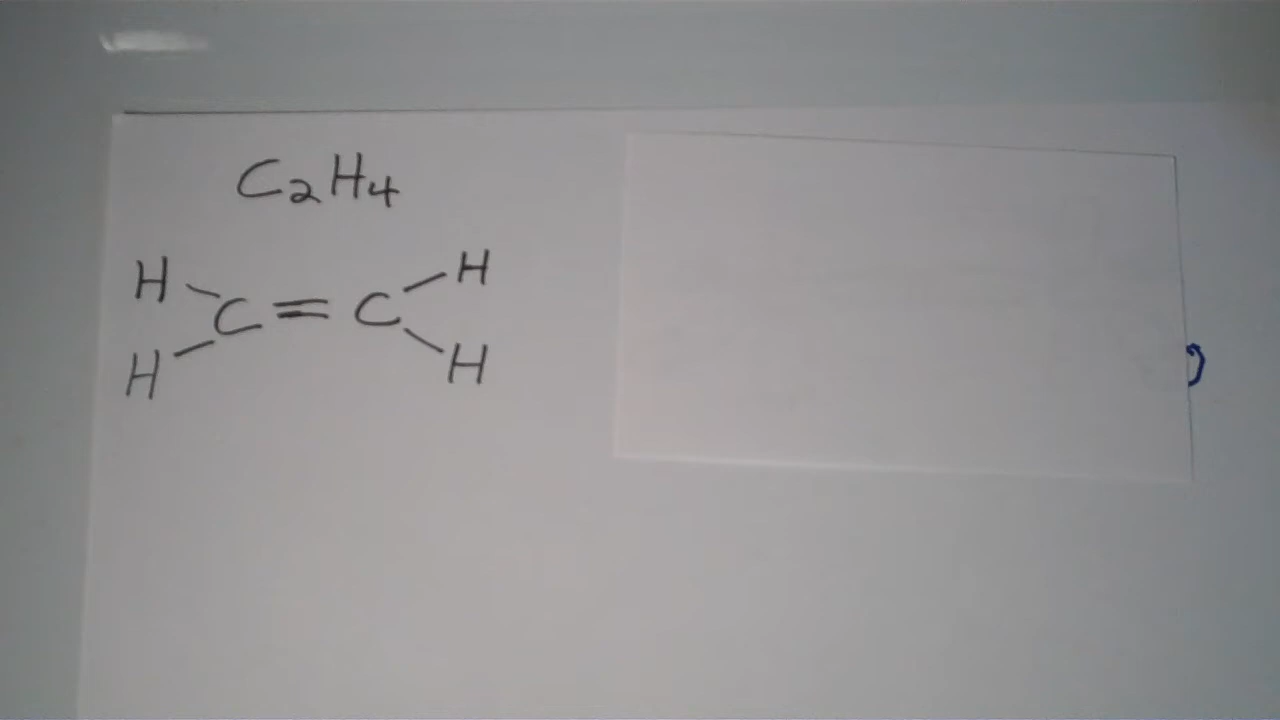 C₂H₄
H H
C = C
H H